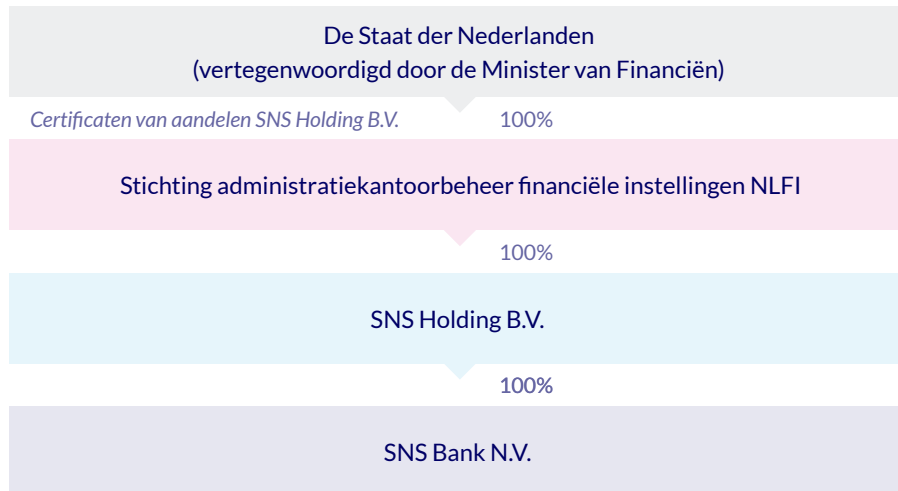 De Staat der Nederlanden
(vertegenwoordigd door de Minister van Financiën)
Certificaten van aandelen SNS Holding B.V. 100%
Stichting administratiekantoorbeheer financiële instellingen NLFI
100%
SNS Holding B.V.
100%
SNS Bank N.V.